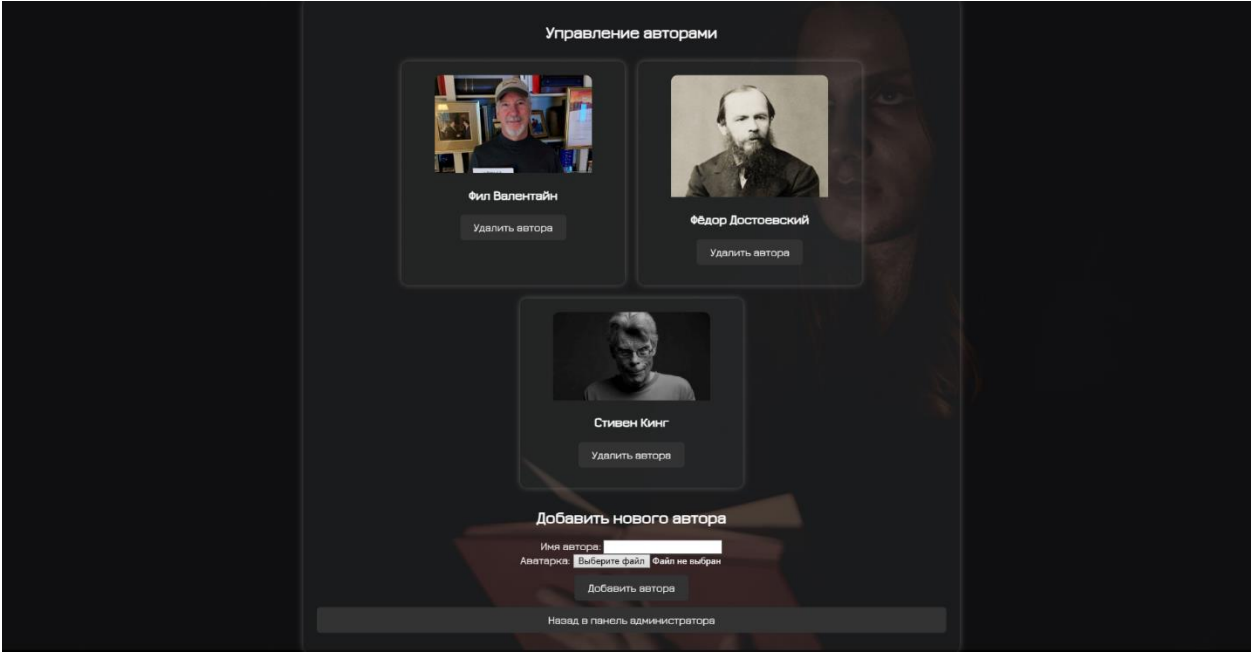 Управление авторами
Фил Валентайн
Удалить автора
Фёдор Достоевский
Удалить автора
Стивен Кинг
Удалить автора
Добавить нового автора
Имя автора:
Аватарка: Выберите файл Файл не выбран
Добавить автора
Назад в панель администратора